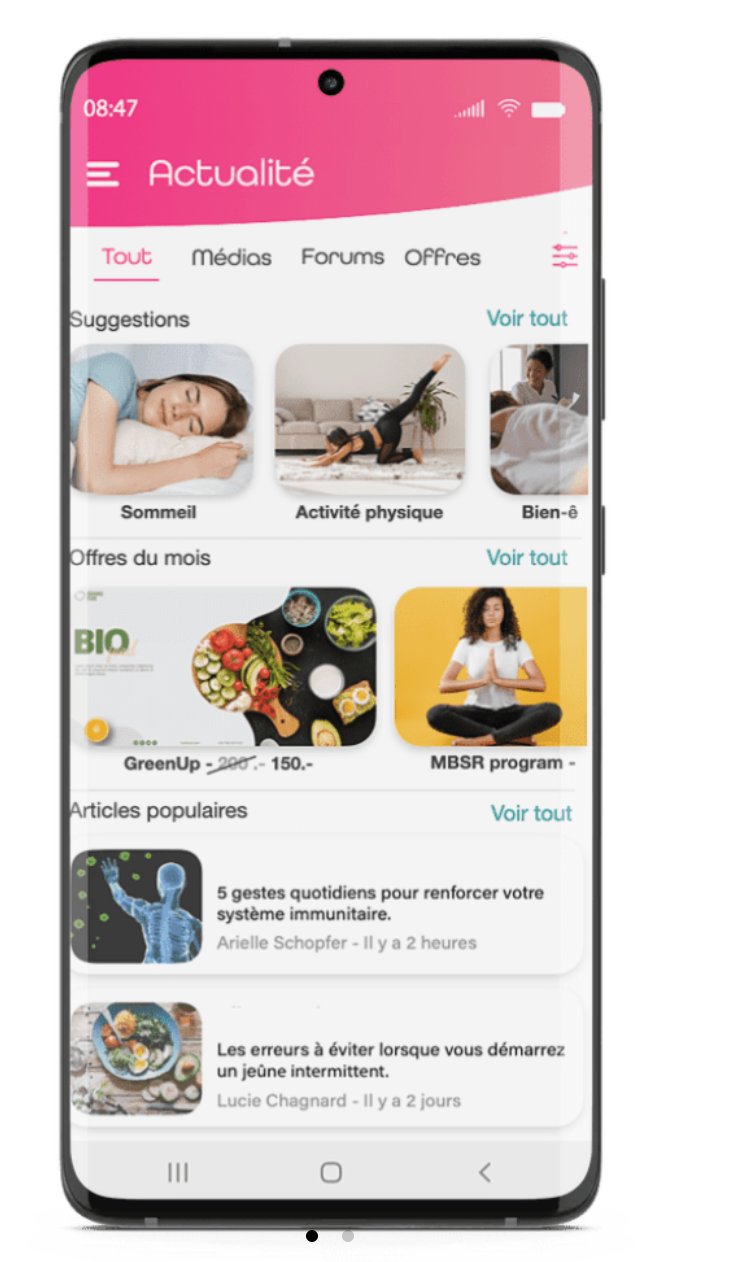 08:47
Actualité
Tout Médias Forums Offres
Suggestions Voir tout
Sommeil Activité physique Bien-ê
Offres du mois Voir tout
BIO
GreenUp - 200.- 150.- MBSR program -
Articles populaires Voir tout
5 gestes quotidiens pour renforcer votre
système immunitaire.
Arielle Schopfer - Il y a 2 heures
Les erreurs à éviter lorsque vous démarrez
un jeûne intermittent.
Lucie Chagnard - Il y a 2 jours